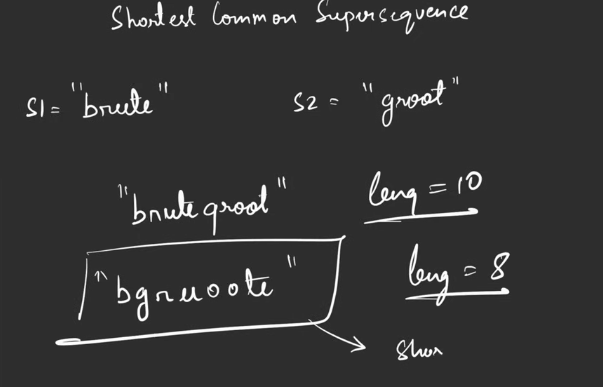 Shortest Common Supersequence
S1 = "brute" S2 = "groot"
"brutegroot" leng = 10
"bgruoote" leng = 8
Shor